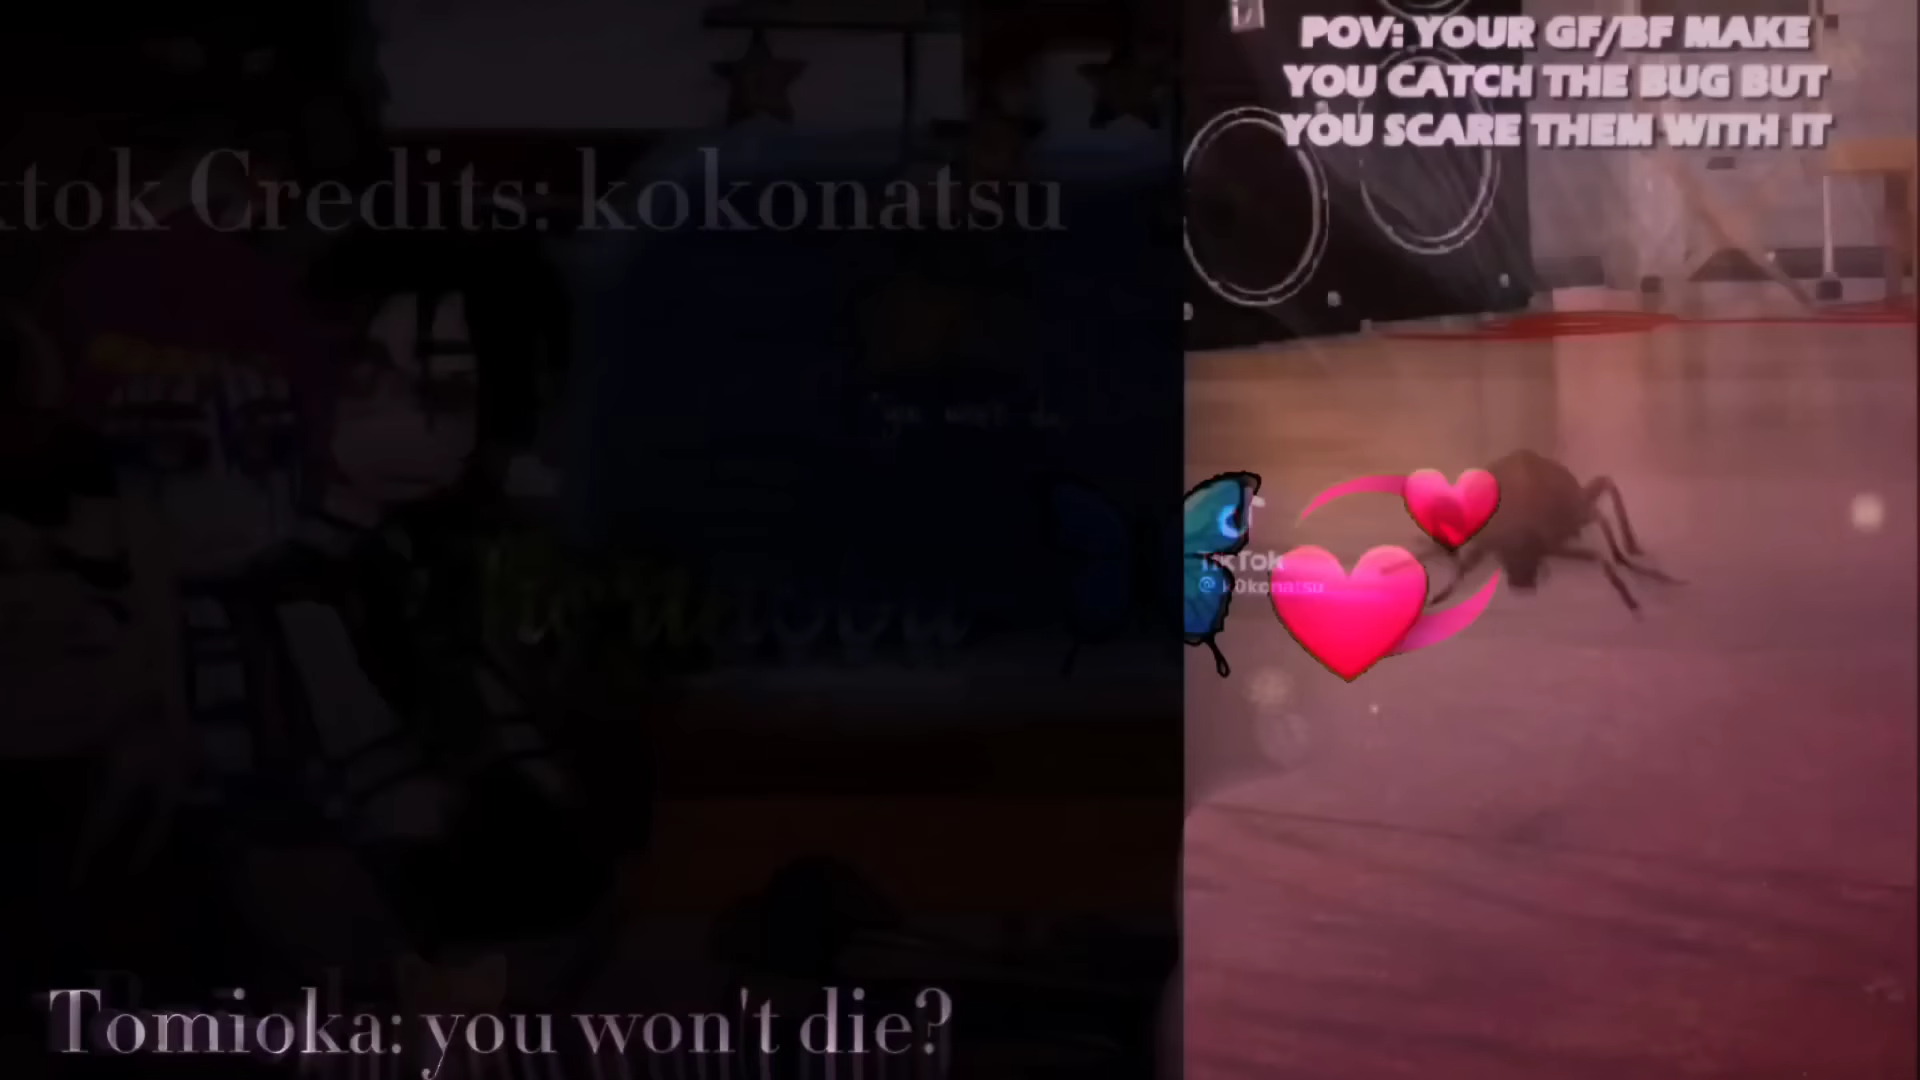 POV: YOUR GF/BF MAKE
YOU CATCH THE BUG BUT
YOU SCARE THEM WITH IT
ktok Credits: kokonatsu
TikTok
@k0konatsu
Tomioka: you won't die?